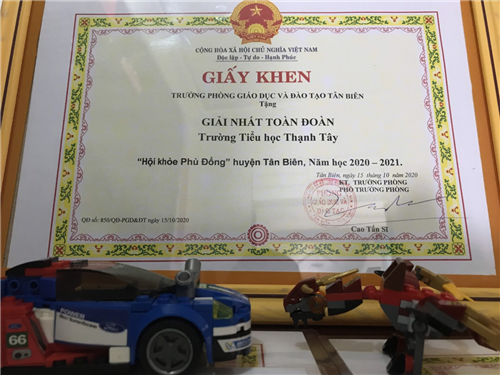 CỘNG HÒA XÃ HỘI CHỦ NGHĨA VIỆT NAM
Độc lập - Tự do - Hạnh Phúc
GIẤY KHEN
TRƯỞNG PHÒNG GIÁO DỤC VÀ ĐÀO TẠO TÂN BIÊN
Tặng
GIẢI NHẤT TOÀN ĐOÀN
Trường Tiểu học Thạnh Tây
"Hội khỏe Phù Đổng" huyện Tân Biên, Năm học 2020 – 2021.
Tân Biên, ngày 15 tháng 10 năm 2020
KT. TRƯỞNG PHÒNG
PHÓ TRƯỞNG PHÒNG
QĐ số: 850/QĐ-PGD&ĐT ngày 15/10/2020
Cao Tấn Sĩ
66